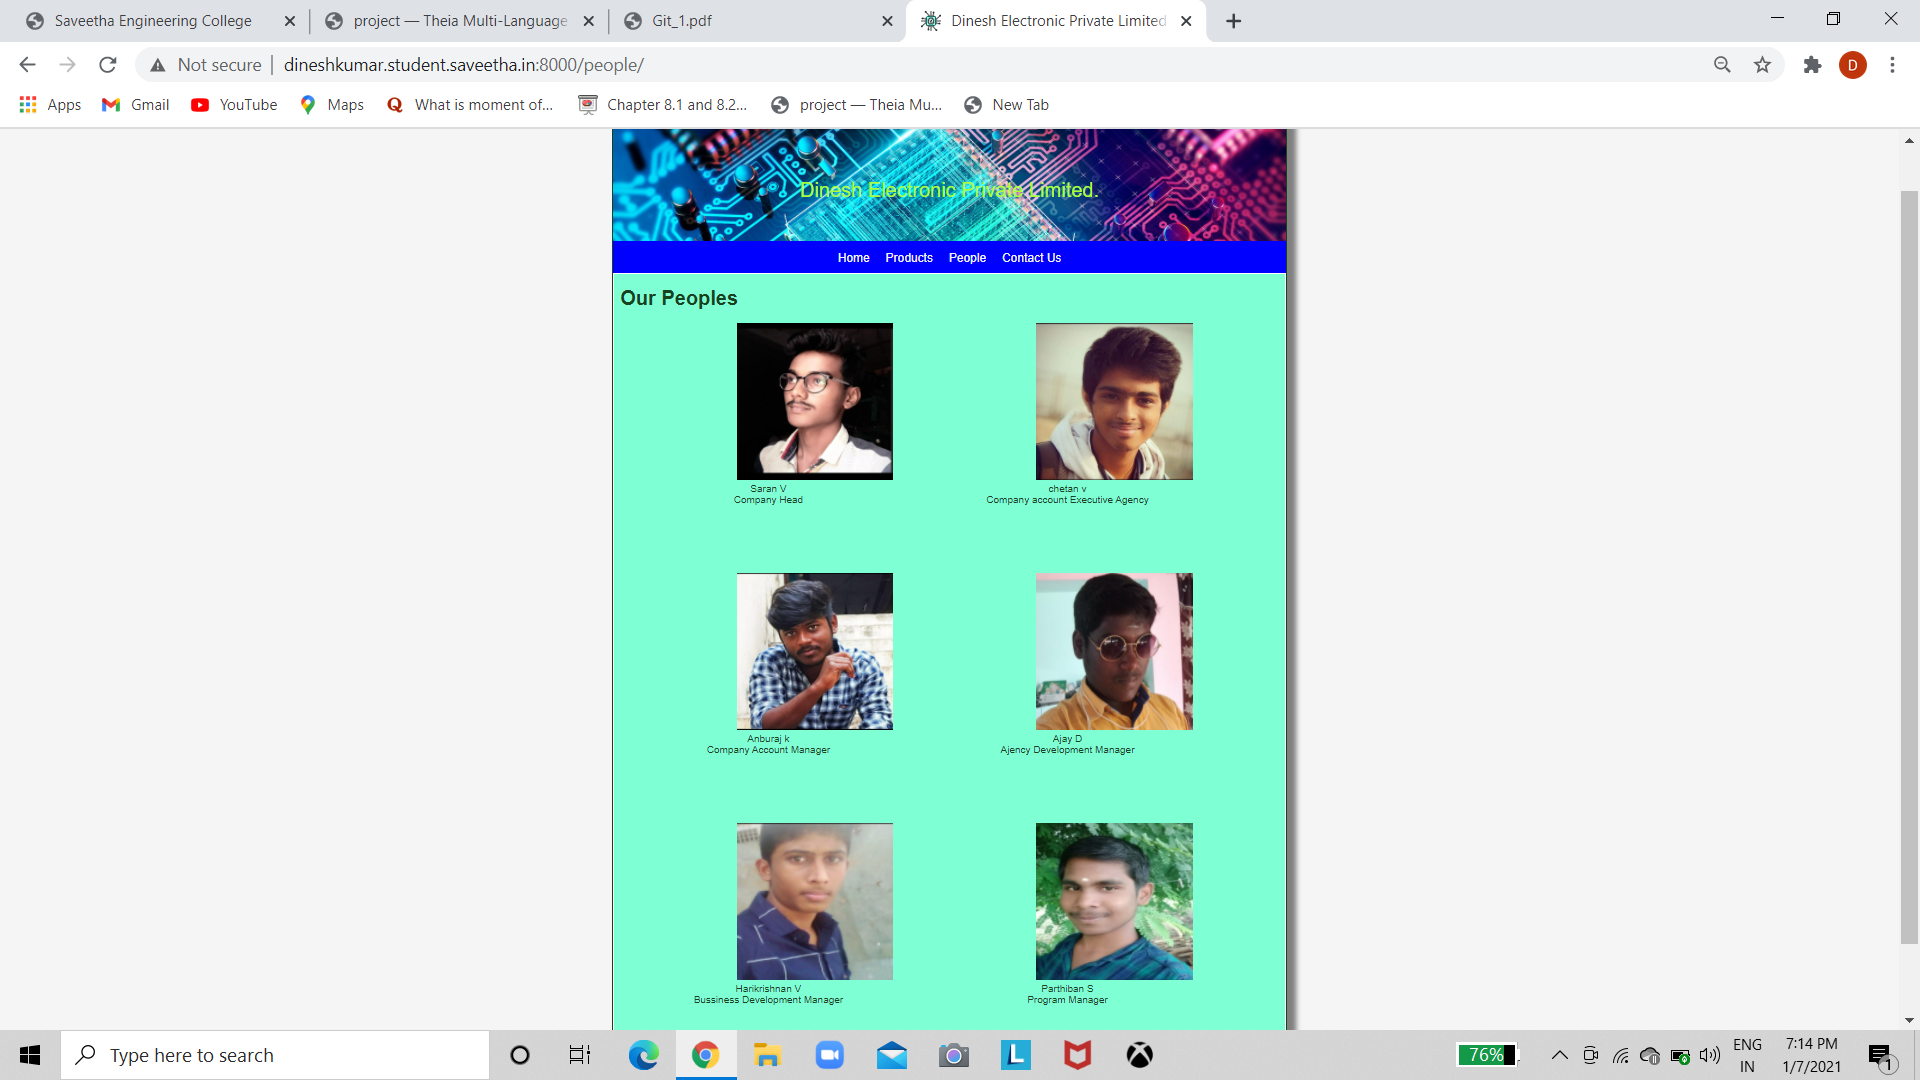 Saveetha Engineering College
project — Theia Multi-Language
Git_1.pdf
Dinesh Electronic Private Limited
Not secure
dineshkumar.student.saveetha.in:8000/people/
D
Apps
Gmail
YouTube
Maps
What is moment of...
Chapter 8.1 and 8.2...
project — Theia Mu...
New Tab
Dinesh Electronic Private Limited.
Home Products People Contact Us
Our Peoples
Saran V
Company Head
chetan v
Company account Executive Agency
Anburaj k
Company Account Manager
Ajay D
Ajency Development Manager
Harikrishnan V
Bussiness Development Manager
Parthiban S
Program Manager
Type here to search
L
76%
ENG
IN
7:14 PM
1/7/2021
1